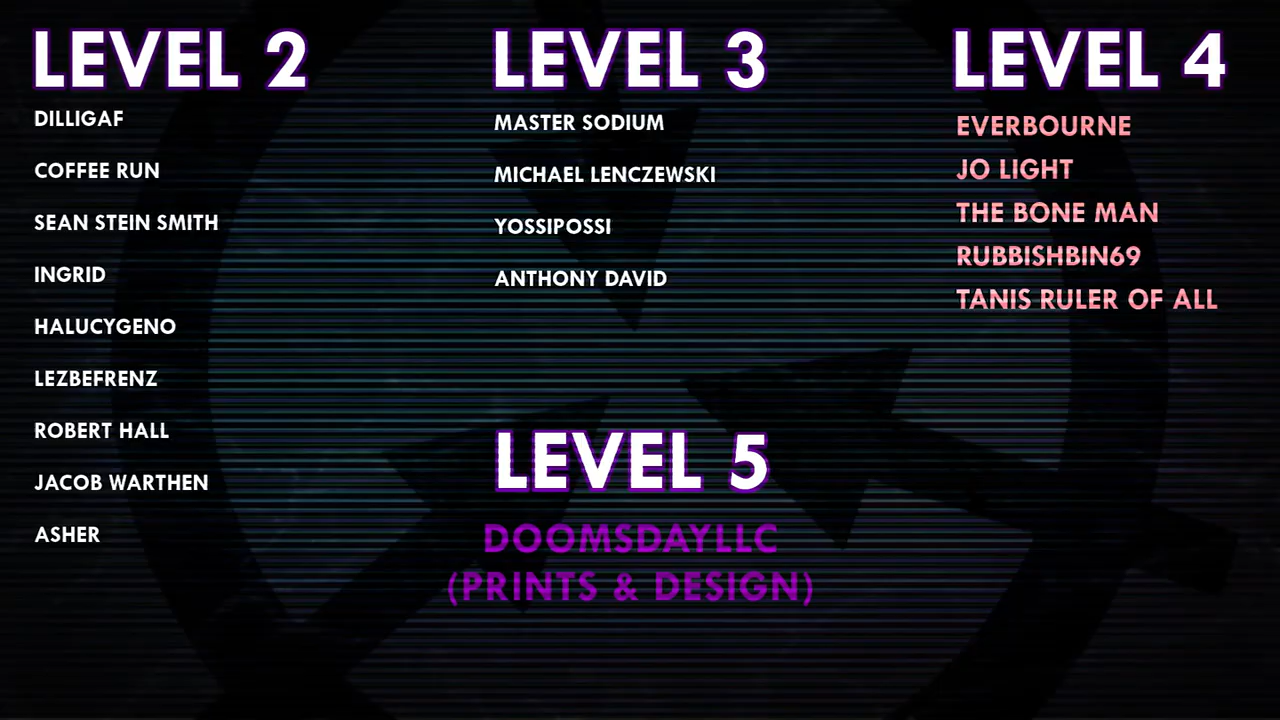 LEVEL 2
DILLIGAF
COFFEE RUN
SEAN STEIN SMITH
INGRID
HALUCYGENO
LEZBEFRENZ
ROBERT HALL
JACOB WARTHEN
ASHER
LEVEL 3
MASTER SODIUM
MICHAEL LENCZEWSKI
YOSSIPOSSI
ANTHONY DAVID
LEVEL 4
EVERBOURNE
JO LIGHT
THE BONE MAN
RUBBISHBIN69
TANIS RULER OF ALL
LEVEL 5
DOOMSDAYLLC
(PRINTS & DESIGN)